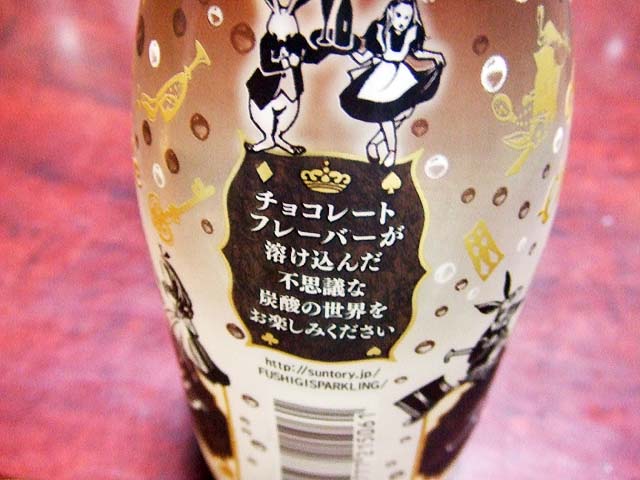 チョコレート
フレーバーが
溶け込んだ
不思議な
炭酸の世界を
お楽しみください
http://suntory.jp/
FUSHIGISPARKLING/